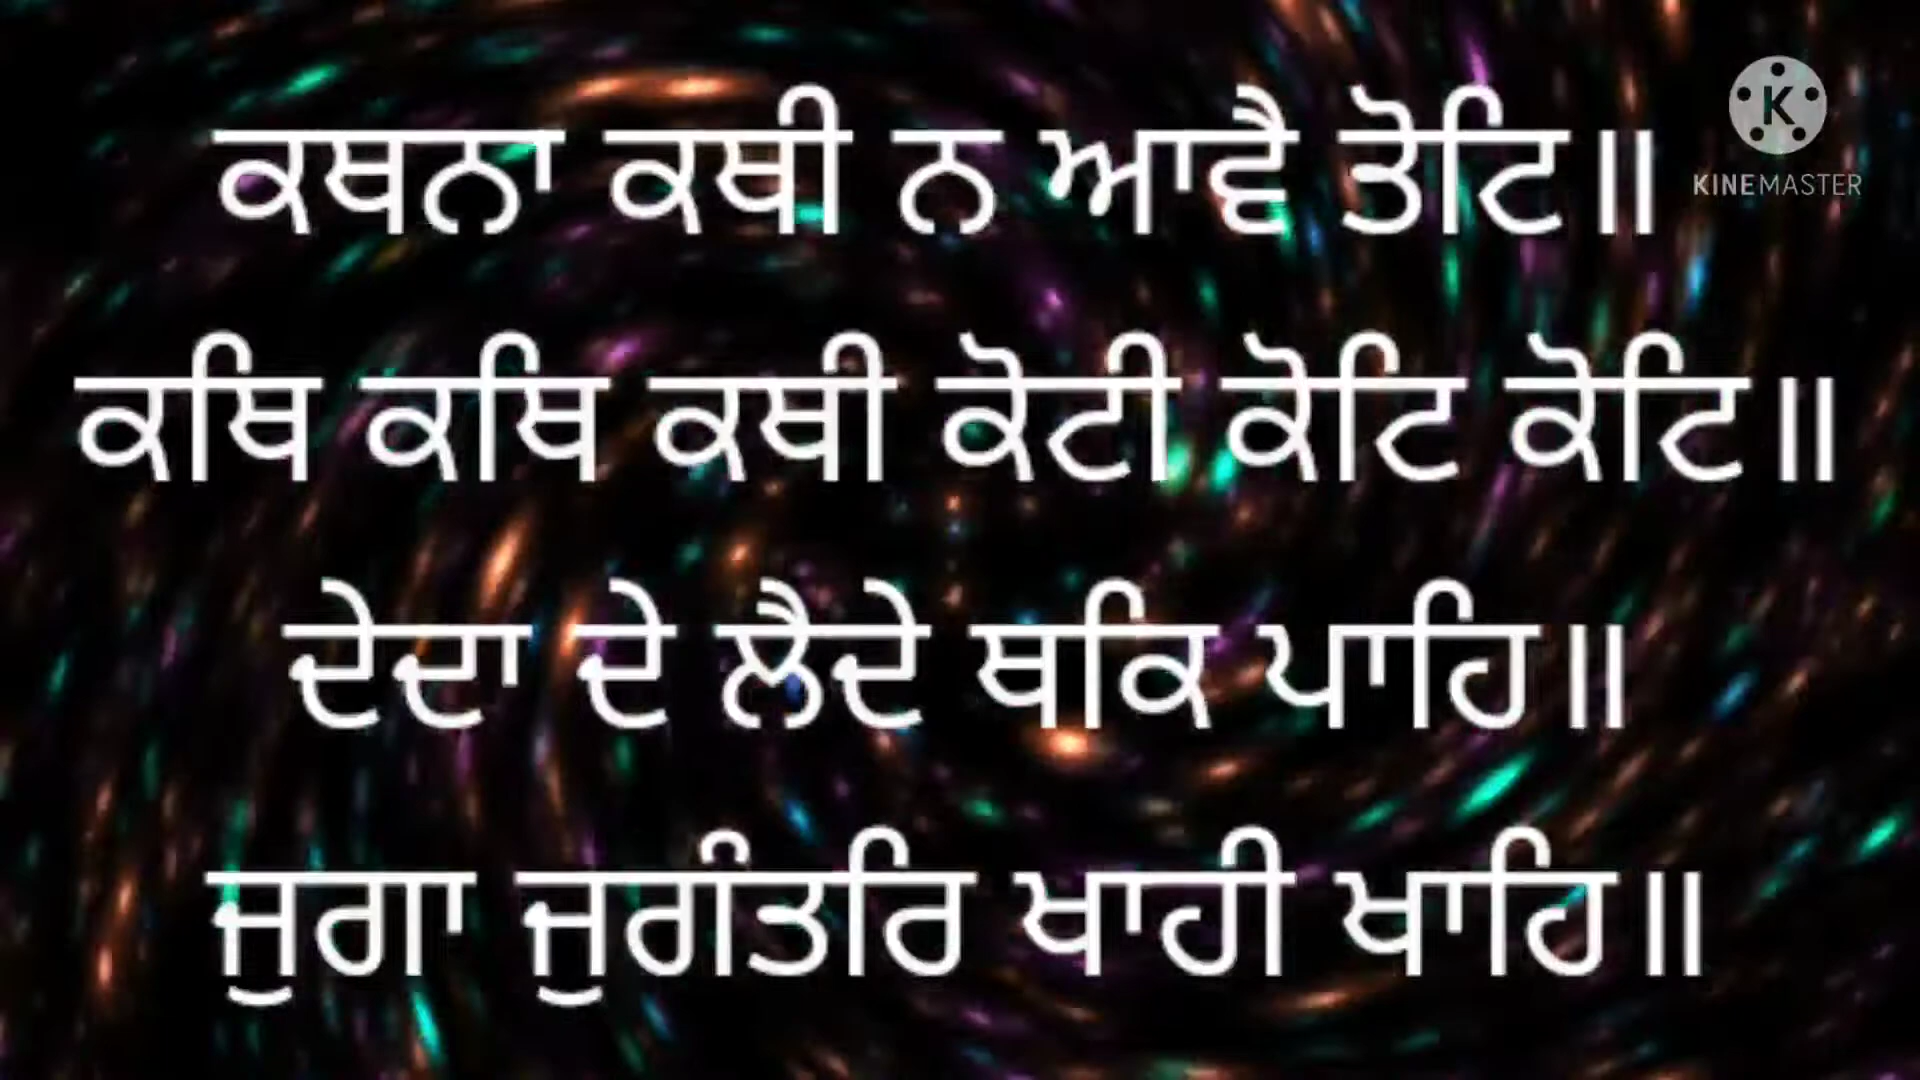 ਕਥਨਾ ਕਥੀ ਨ ਆਵੈ ਤੋਟਿ॥
ਕਥਿ ਕਥਿ ਕਥੀ ਕੋਟੀ ਕੋਟਿ ਕੋਟਿ॥
ਦੇਦਾ ਦੇ ਲੈਦੇ ਥਕਿ ਪਾਹਿ॥
ਜੁਗਾ ਜੁਗੰਤਰਿ ਖਾਹੀ ਖਾਹਿ॥
K
KINEMASTER